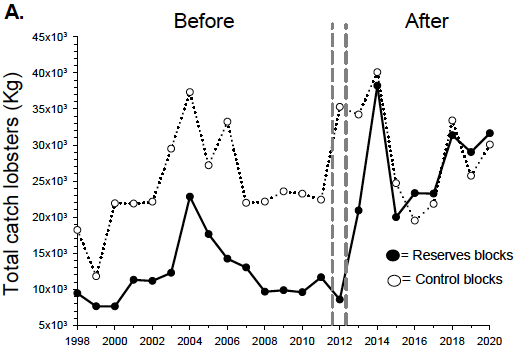 A.
Before
After
Total catch lobsters (Kg)
45x10³
40x10³
35x10³
30x10³
25x10³
20x10³
15x10³
10x10³
5x10³
= Reserves blocks
= Control blocks
1998 2000 2002 2004 2006 2008 2010 2012 2014 2016 2018 2020